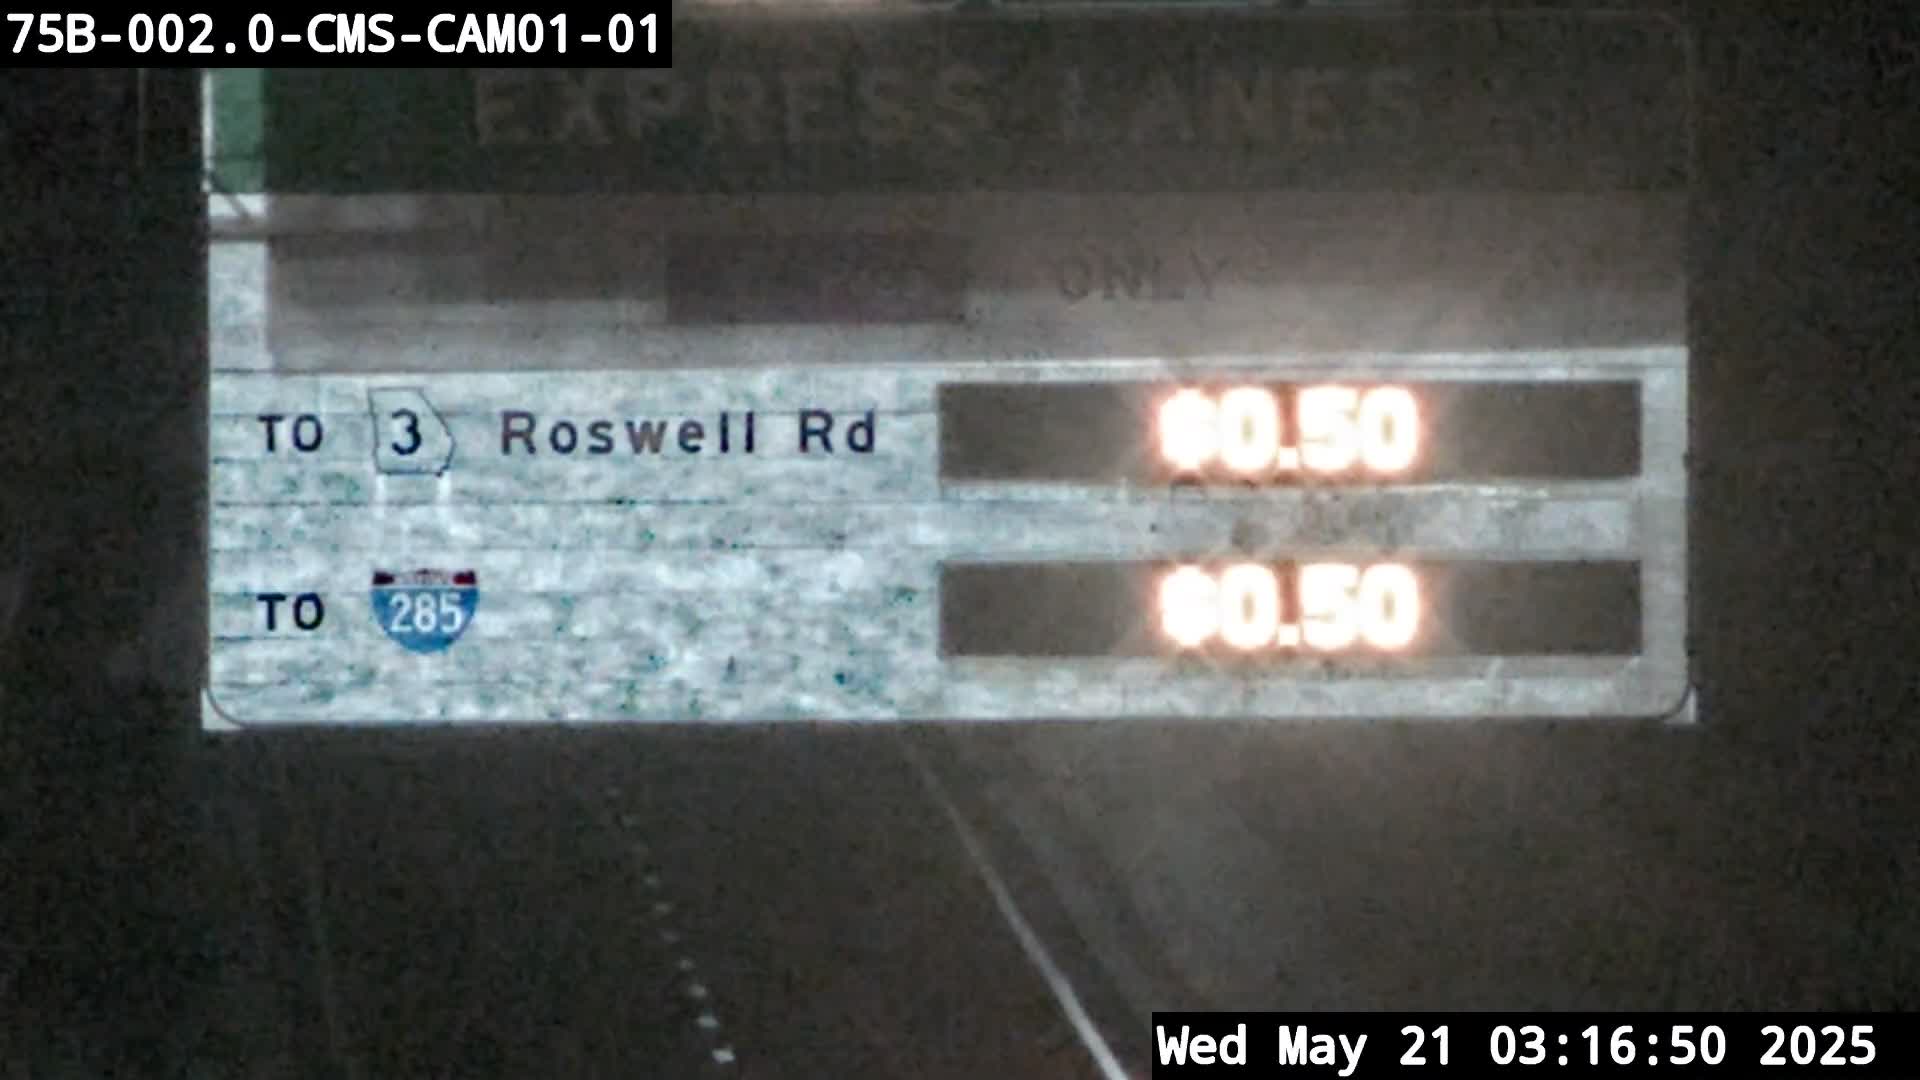 75B-002.0-CMS-CAM01-01
EXPRESS LANES
ONLY
TO 3 Roswell Rd $0.50
TO 285 $0.50
Wed May 21 03:16:50 2025